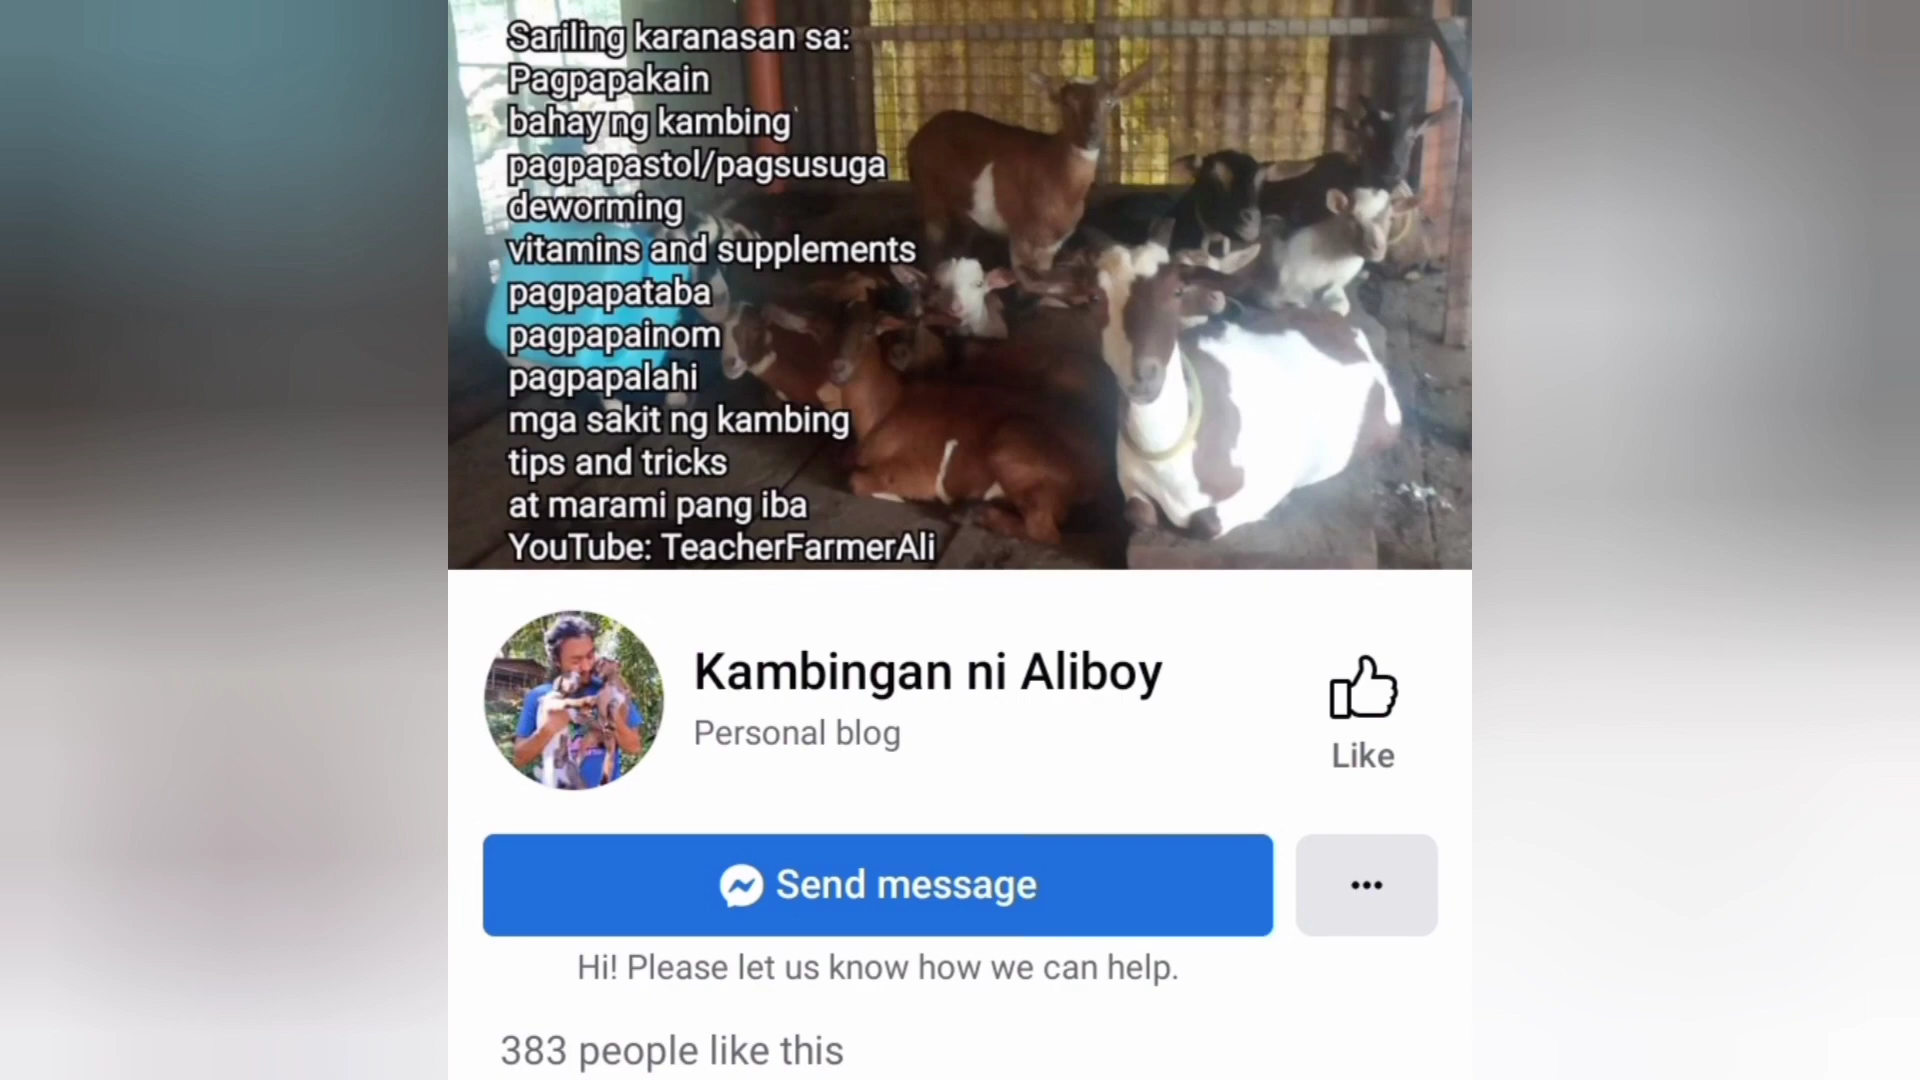 Sariling karanasan sa:
Pagpapakain
bahay ng kambing
pagpapastol/pagsusuga
deworming
vitamins and supplements
pagpapataba
pagpapainom
pagpapalahi
mga sakit ng kambing
tips and tricks
at marami pang iba
YouTube: TeacherFarmerAli
Kambingan ni Aliboy
Personal blog
Like
Send message
Hi! Please let us know how we can help.
383 people like this